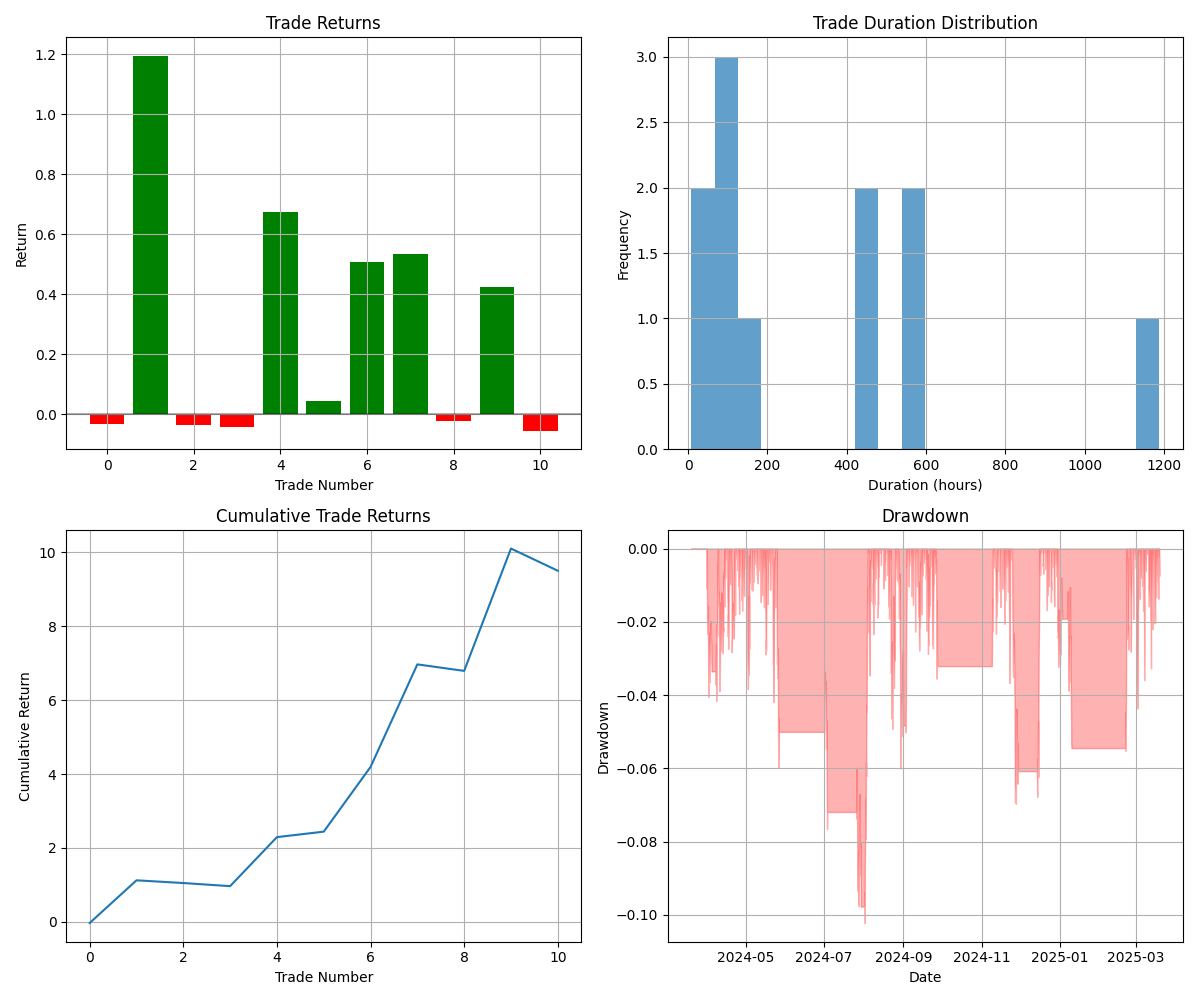 Trade Returns
Return
1.2
1.0
0.8
0.6
0.4
0.2
0.0
0 2 4 6 8 10
Trade Number
Trade Duration Distribution
Frequency
3.0
2.5
2.0
1.5
1.0
0.5
0.0
0 200 400 600 800 1000 1200
Duration (hours)
Cumulative Trade Returns
Cumulative Return
10
8
6
4
2
0
0 2 4 6 8 10
Trade Number
Drawdown
Drawdown
0.00
−0.02
−0.04
−0.06
−0.08
−0.10
2024-05 2024-07 2024-09 2024-11 2025-01 2025-03
Date